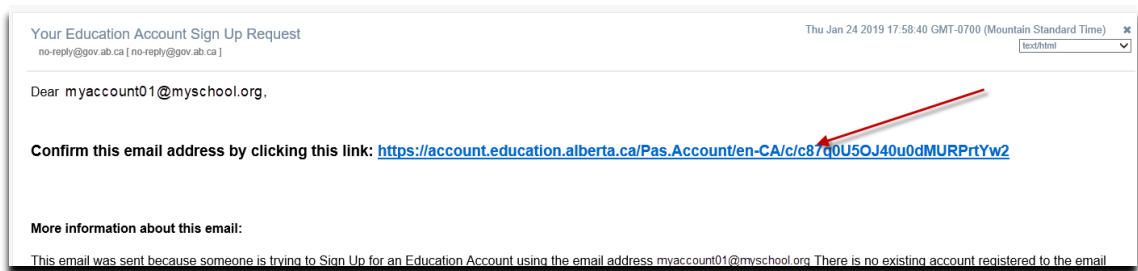 Your Education Account Sign Up Request
Thu Jan 24 2019 17:58:40 GMT-0700 (Mountain Standard Time) ×
no-reply@gov.ab.ca [ no-reply@gov.ab.ca ]
text/html
Dear myaccount01@myschool.org,
Confirm this email address by clicking this link: https://account.education.alberta.ca/Pas.Account/en-CA/c/c87q0U5OJ40u0dMURPrtYw2
More information about this email:
This email was sent because someone is trying to Sign Up for an Education Account using the email address myaccount01@myschool.org There is no existing account registered to the email